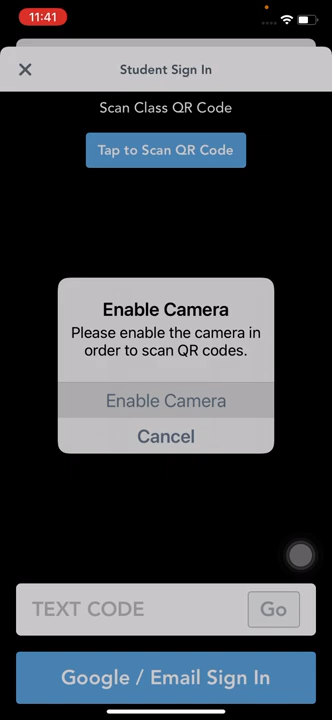 11:41
Student Sign In
Scan Class QR Code
Tap to Scan QR Code
Enable Camera
Please enable the camera in
order to scan QR codes.
Enable Camera
Cancel
TEXT CODE
Go
Google / Email Sign In